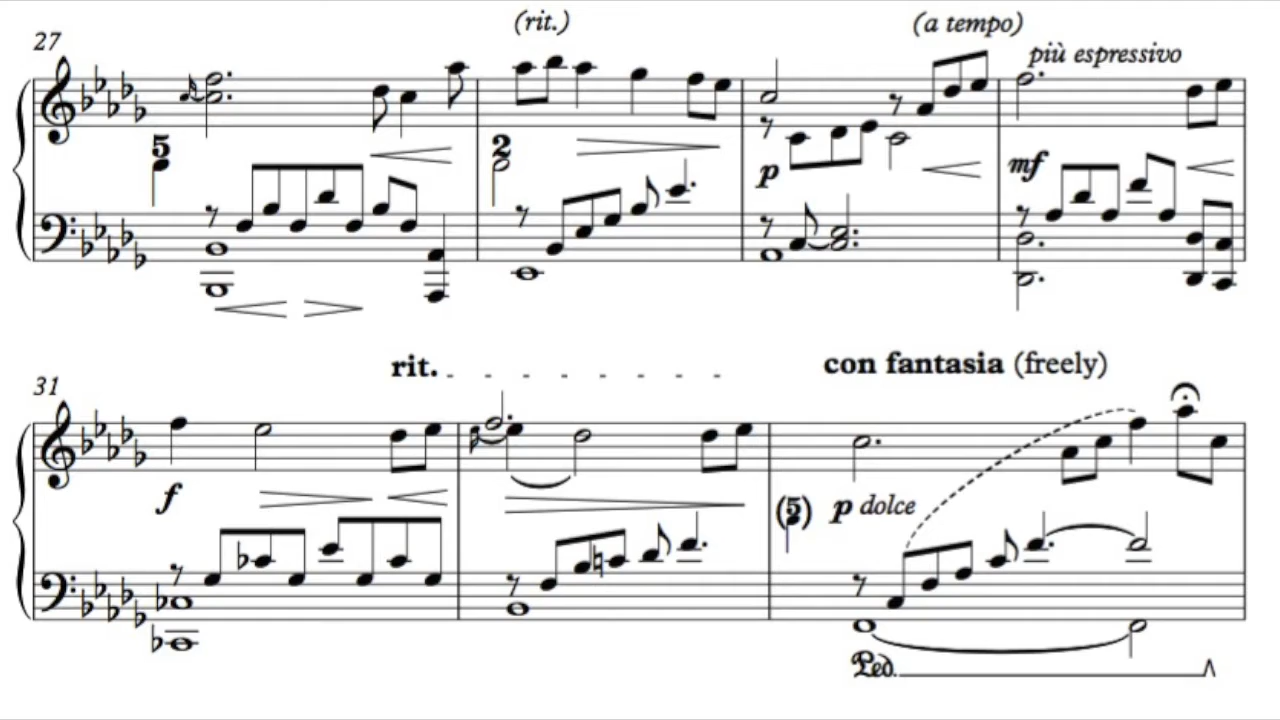 (rit.)
(a tempo)
27
più espressivo
5
2
p
mf
rit.
con fantasia (freely)
31
f
(5)
p dolce
Ped.